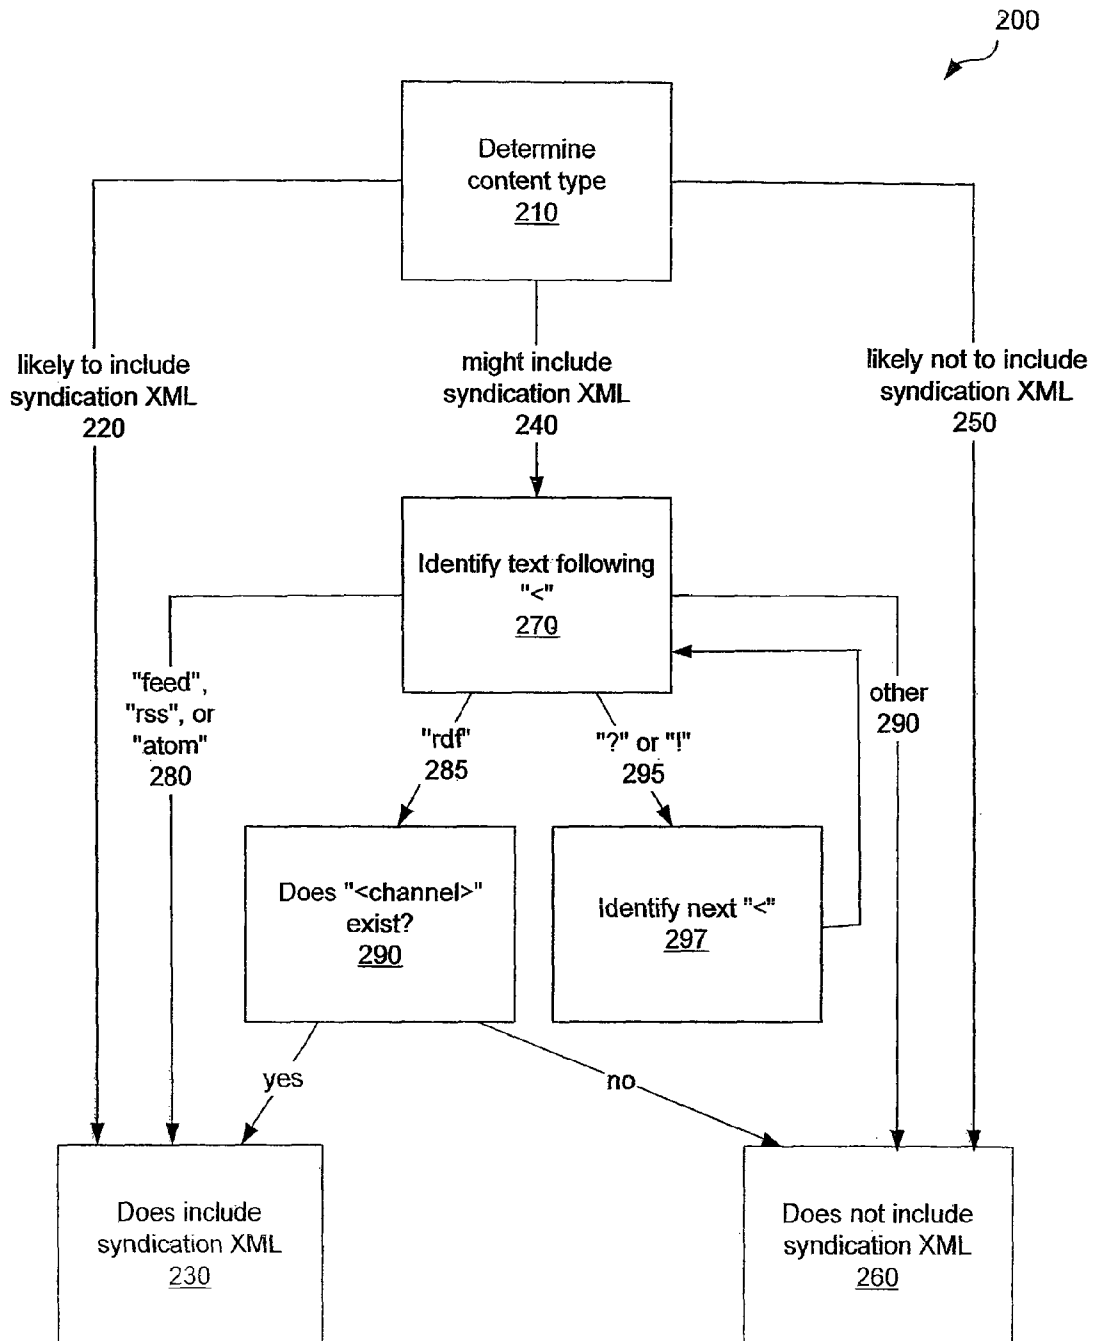 200
Determine
content type
210
likely to include
syndication XML
220
might include
syndication XML
240
likely not to include
syndication XML
250
Identify text following
"<"
270
"feed",
"rss", or
"atom"
280
"rdf"
285
"?" or "!"
295
other
290
Does "<channel>"
exist?
290
Identify next "<"
297
yes
no
Does include
syndication XML
230
Does not include
syndication XML
260